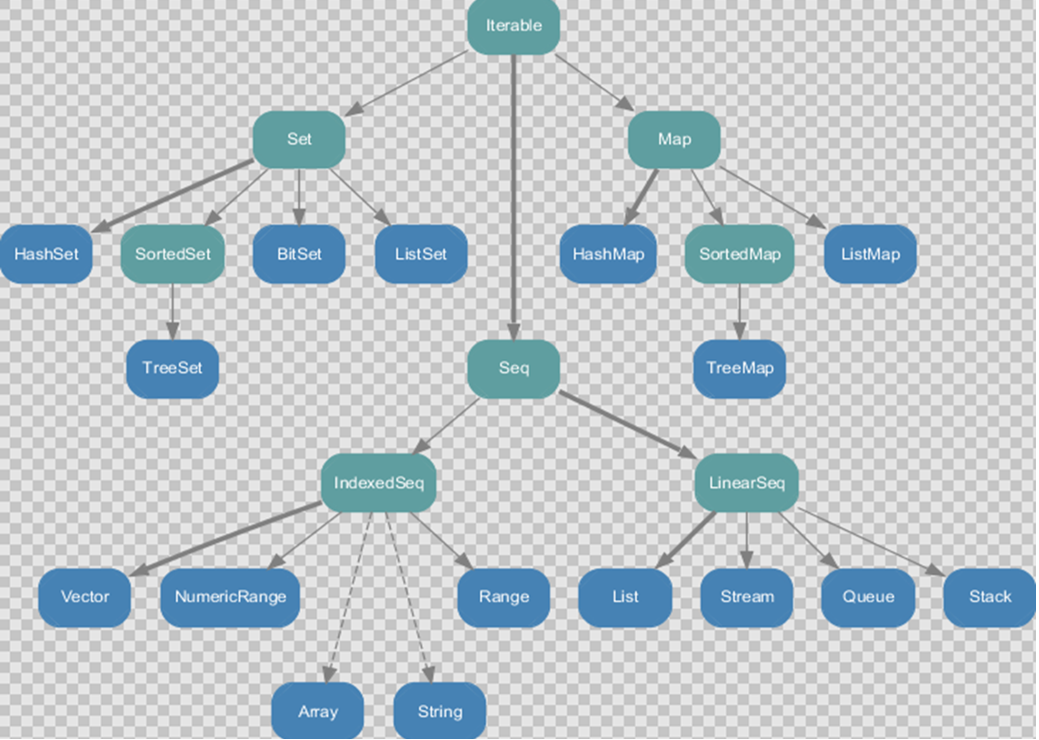 Iterable
Set
Map
HashSet
SortedSet
BitSet
ListSet
HashMap
SortedMap
ListMap
TreeSet
Seq
TreeMap
IndexedSeq
LinearSeq
Vector
NumericRange
Range
List
Stream
Queue
Stack
Array
String